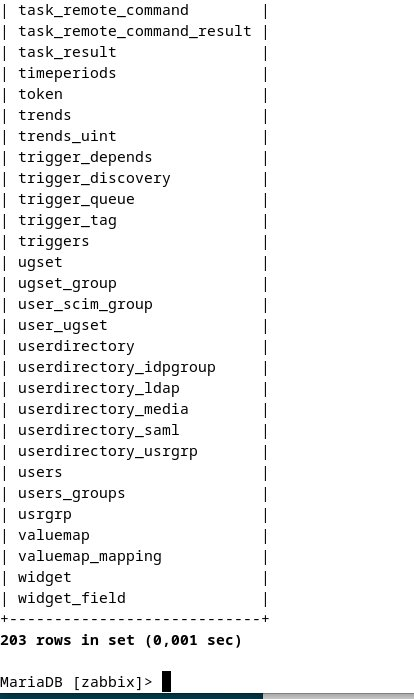 | task_remote_command        |
| task_remote_command_result |
| task_result                |
| timeperiods                |
| token                      |
| trends                     |
| trends_uint                |
| trigger_depends            |
| trigger_discovery          |
| trigger_queue              |
| trigger_tag                |
| triggers                   |
| ugset                      |
| ugset_group                |
| user_scim_group            |
| user_ugset                 |
| userdirectory              |
| userdirectory_idpgroup     |
| userdirectory_ldap         |
| userdirectory_media        |
| userdirectory_saml         |
| userdirectory_usrgrp       |
| users                      |
| users_groups               |
| usrgrp                     |
| valuemap                   |
| valuemap_mapping           |
| widget                     |
| widget_field               |
+----------------------------+
203 rows in set (0,001 sec)
MariaDB [zabbix]>